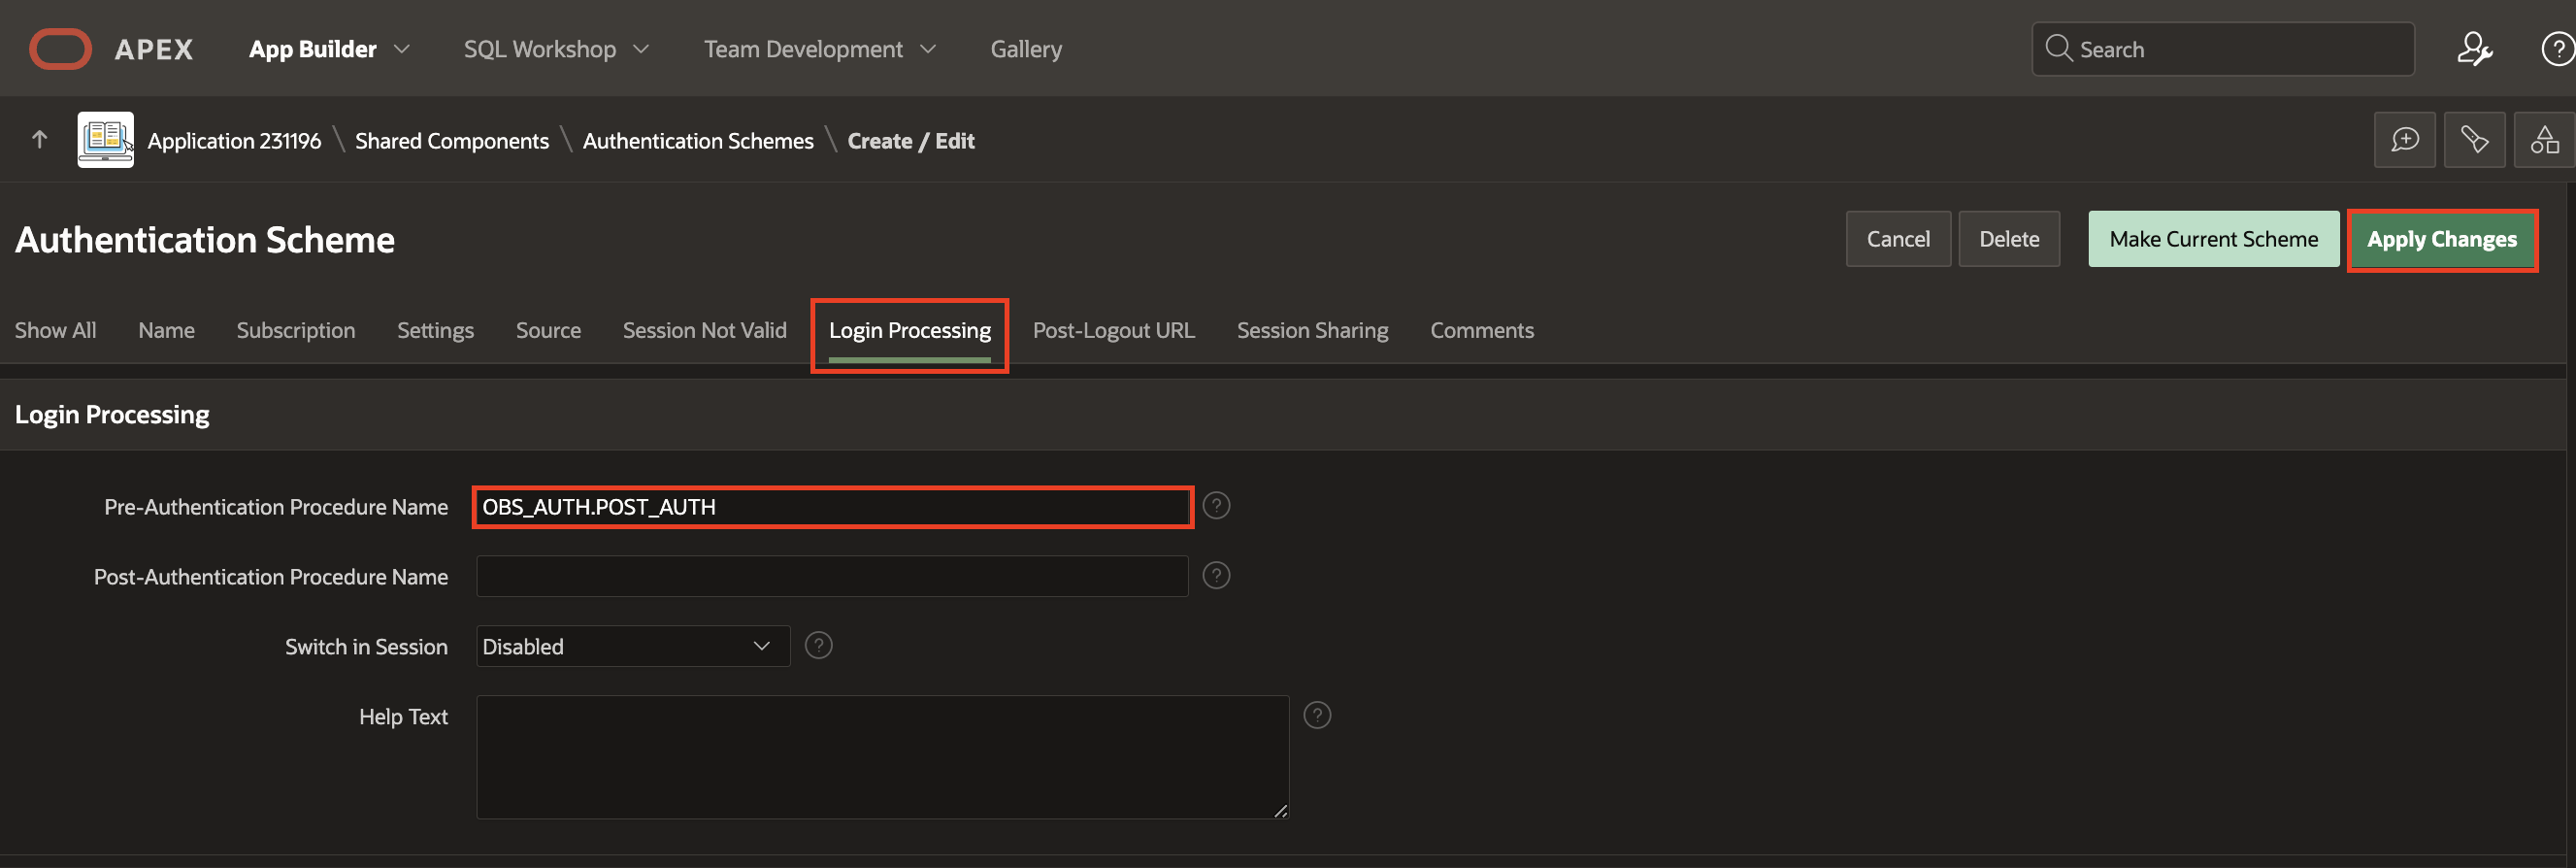 APEX App Builder SQL Workshop Team Development Gallery Search ?
Application 231196 \ Shared Components \ Authentication Schemes \ Create / Edit
Authentication Scheme Cancel Delete Make Current Scheme Apply Changes
Show All Name Subscription Settings Source Session Not Valid Login Processing Post-Logout URL Session Sharing Comments
Login Processing
Pre-Authentication Procedure Name OBS_AUTH.POST_AUTH ?
Post-Authentication Procedure Name ?
Switch in Session Disabled ?
Help Text ?